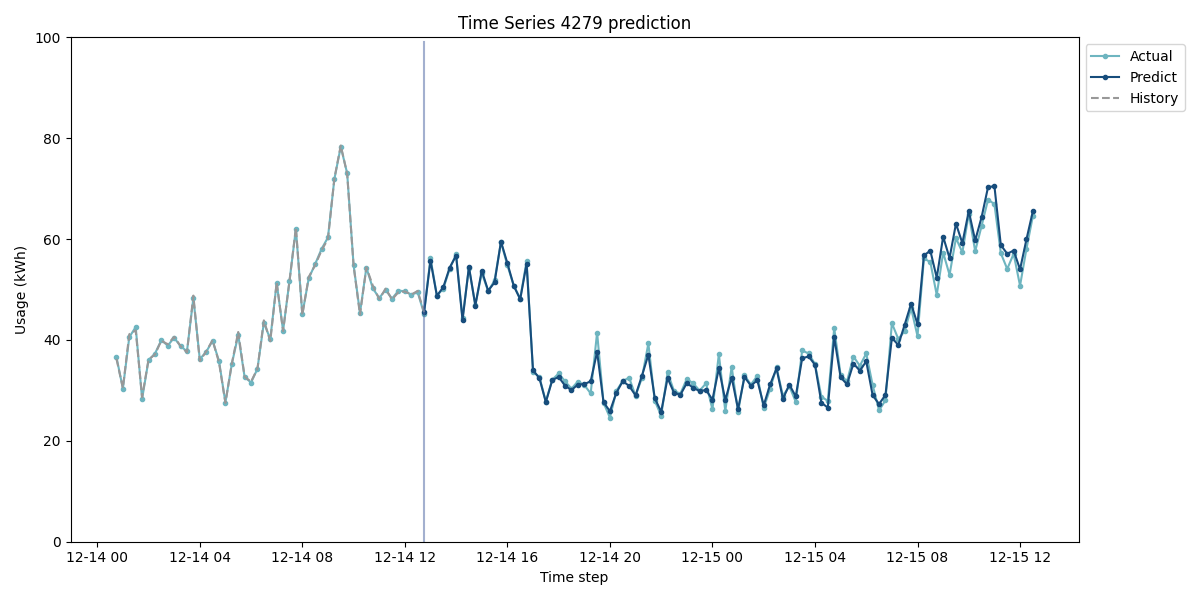 Time Series 4279 prediction
100
80
60
40
20
0
Usage (kWh)
12-14 00
12-14 04
12-14 08
12-14 12
12-14 16
12-14 20
12-15 00
12-15 04
12-15 08
12-15 12
Time step
Actual
Predict
History